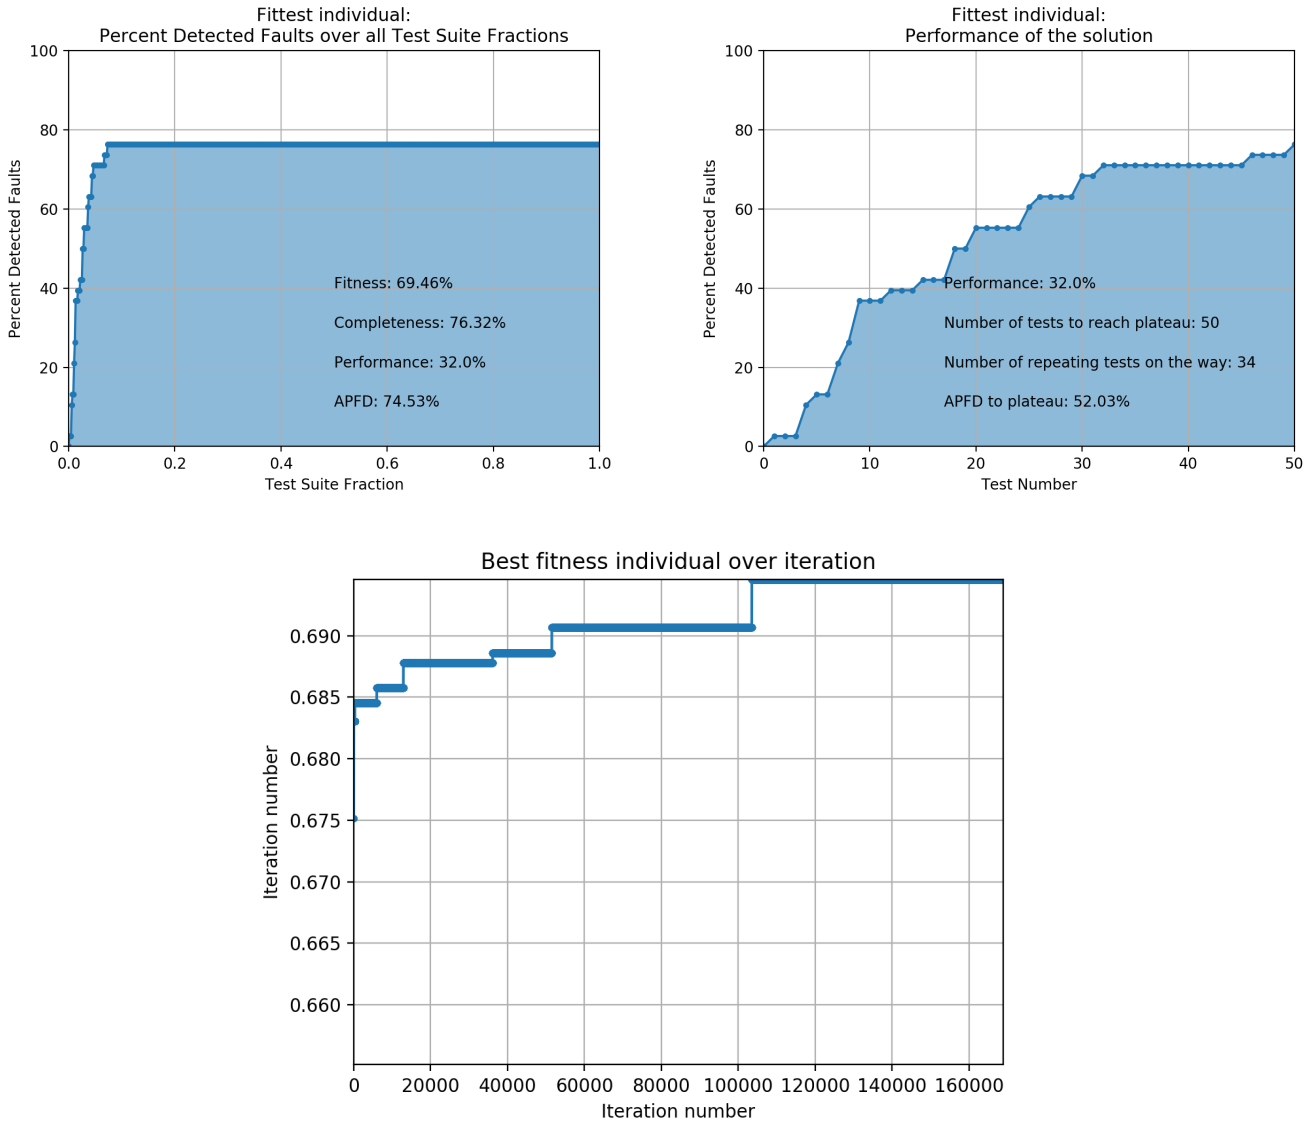 Fittest individual:
Percent Detected Faults over all Test Suite Fractions
Percent Detected Faults
100
80
60
40
20
0
Fitness: 69.46%
Completeness: 76.32%
Performance: 32.0%
APFD: 74.53%
0.0 0.2 0.4 0.6 0.8 1.0
Test Suite Fraction
Fittest individual:
Performance of the solution
Percent Detected Faults
100
80
60
40
20
0
Performance: 32.0%
Number of tests to reach plateau: 50
Number of repeating tests on the way: 34
APFD to plateau: 52.03%
0 10 20 30 40 50
Test Number
Best fitness individual over iteration
Iteration number
0.690
0.685
0.680
0.675
0.670
0.665
0.660
0 20000 40000 60000 80000 100000 120000 140000 160000
Iteration number